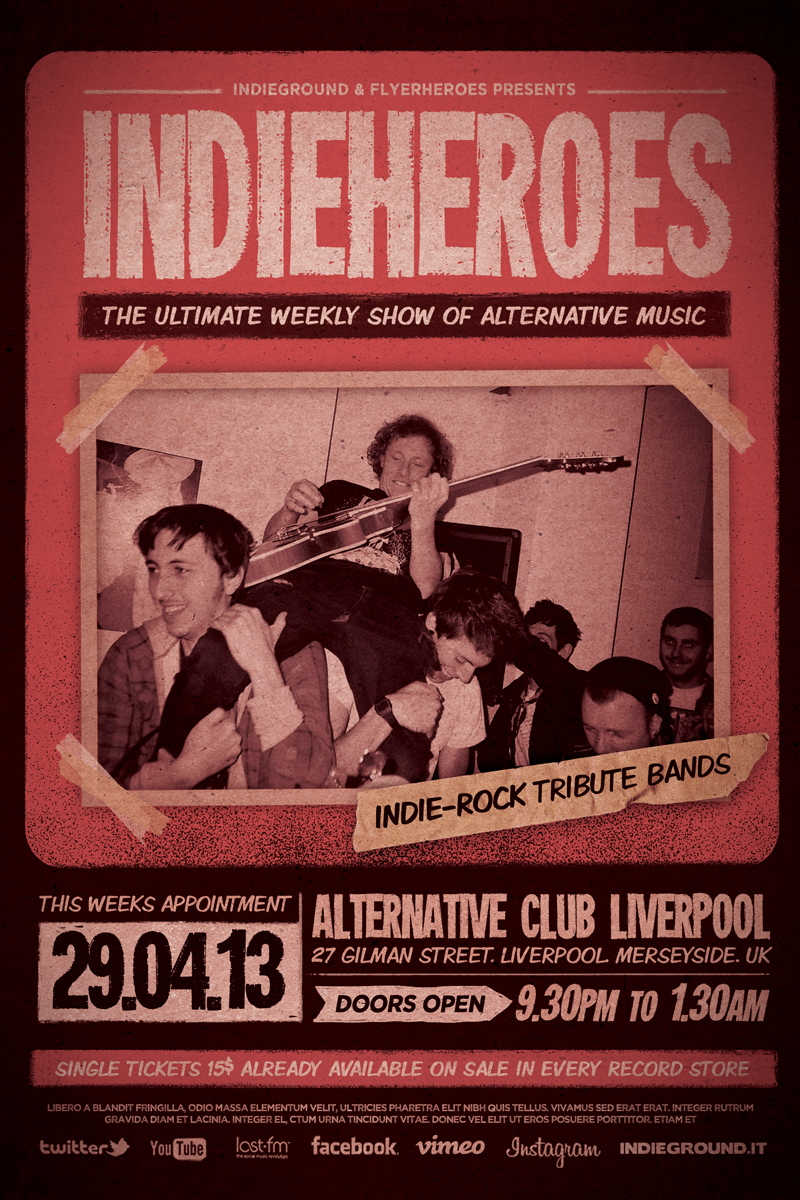 INDIEGROUND & FLYERHEROES PRESENTS
INDIEHEROES
THE ULTIMATE WEEKLY SHOW OF ALTERNATIVE MUSIC
INDIE-ROCK TRIBUTE BANDS
THIS WEEKS APPOINTMENT
29.04.13
ALTERNATIVE CLUB LIVERPOOL
27 GILMAN STREET. LIVERPOOL. MERSEYSIDE. UK
DOORS OPEN
9.30PM TO 1.30AM
SINGLE TICKETS 15$ ALREADY AVAILABLE ON SALE IN EVERY RECORD STORE
LIBERO A BLANDIT FRINGILLA, ODIO MASSA ELEMENTUM VELIT, ULTRICIES PHARETRA ELIT NIBH QUIS TELLUS. VIVAMUS SED ERAT ERAT. INTEGER RUTRUM
GRAVIDA DIAM ET LACINIA. INTEGER EL, CTUM URNA TINCIDUNT VITAE. DONEC VEL ELIT UT EROS POSUERE PORTTITOR. ETIAM ET
twitter YouTube last.fm facebook. vimeo Instagram INDIEGROUND.IT
the social music revolution